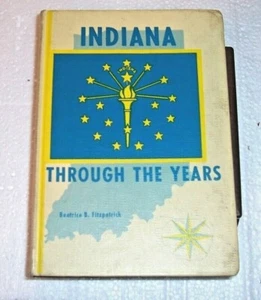 INDIANA
THROUGH THE YEARS
Beatrice B. Fitzpatrick